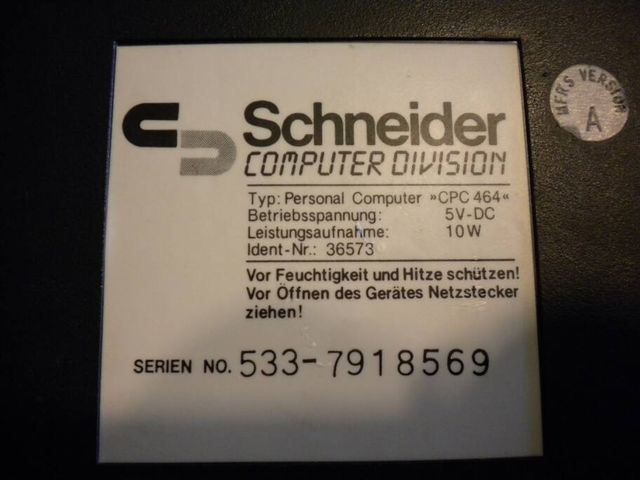 Schneider
COMPUTER DIVISION
Typ: Personal Computer »CPC 464«
Betriebsspannung: 5V-DC
Leistungsaufnahme: 10W
Ident-Nr.: 36573
Vor Feuchtigkeit und Hitze schützen!
Vor Öffnen des Gerätes Netzstecker
ziehen!
SERIEN NO. 533-7918569
MFRS VERSION
A